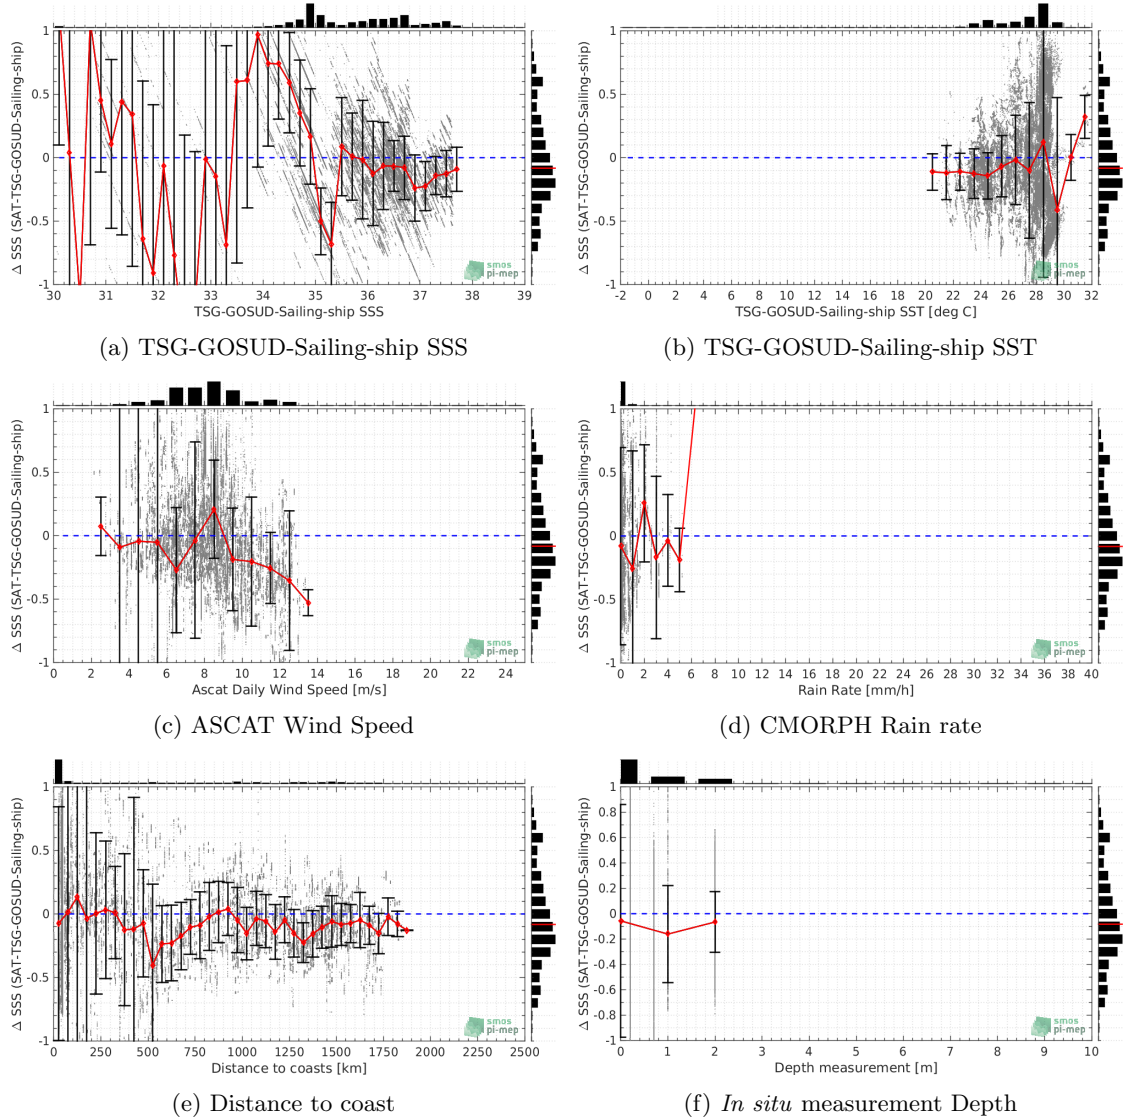 1
0.5
0
-0.5
-1
Δ SSS (SAT-TSG-GOSUD-Sailing-ship)
smos
pi-mep
30 31 32 33 34 35 36 37 38 39
TSG-GOSUD-Sailing-ship SSS
(a) TSG-GOSUD-Sailing-ship SSS
1
0.5
0
-0.5
-1
Δ SSS (SAT-TSG-GOSUD-Sailing-ship)
smos
pi-mep
-2 0 2 4 6 8 10 12 14 16 18 20 22 24 26 28 30 32
TSG-GOSUD-Sailing-ship SST [deg C]
(b) TSG-GOSUD-Sailing-ship SST
1
0.5
0
-0.5
-1
Δ SSS (SAT-TSG-GOSUD-Sailing-ship)
smos
pi-mep
0 2 4 6 8 10 12 14 16 18 20 22 24
Ascat Daily Wind Speed [m/s]
(c) ASCAT Wind Speed
1
0.5
0
-0.5
-1
Δ SSS (SAT-TSG-GOSUD-Sailing-ship)
smos
pi-mep
0 2 4 6 8 10 12 14 16 18 20 22 24 26 28 30 32 34 36 38 40
Rain Rate [mm/h]
(d) CMORPH Rain rate
1
0.5
0
-0.5
-1
Δ SSS (SAT-TSG-GOSUD-Sailing-ship)
smos
pi-mep
0 250 500 750 1000 1250 1500 1750 2000 2250 2500
Distance to coasts [km]
(e) Distance to coast
1
0.8
0.6
0.4
0.2
0
-0.2
-0.4
-0.6
-0.8
-1
Δ SSS (SAT-TSG-GOSUD-Sailing-ship)
smos
pi-mep
0 1 2 3 4 5 6 7 8 9 10
Depth measurement [m]
(f) In situ measurement Depth